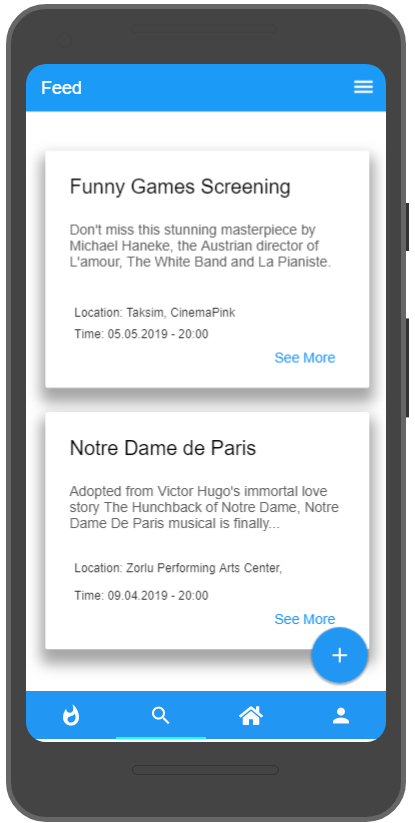 Feed
Funny Games Screening
Don't miss this stunning masterpiece by
Michael Haneke, the Austrian director of
L'amour, The White Band and La Pianiste.
Location: Taksim, CinemaPink
Time: 05.05.2019 - 20:00
See More
Notre Dame de Paris
Adopted from Victor Hugo's immortal love
story The Hunchback of Notre Dame, Notre
Dame De Paris musical is finally...
Location: Zorlu Performing Arts Center,
Time: 09.04.2019 - 20:00
See More